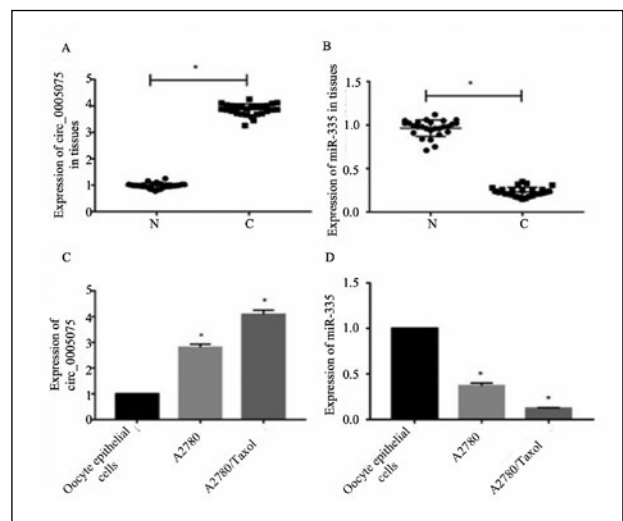 A
Expression of circ_0005075
in tissues
5
4
3
2
1
0
*
N
C
B
Expression of miR-335 in tissues
1.5
1.0
0.5
0.0
*
N
C
C
Expression of
circ_0005075
5
4
3
2
1
0
*
*
Oocyte epithelial
cells
A2780
A2780/Taxol
D
Expression of miR-335
1.5
1.0
0.5
0.0
*
*
Oocyte epithelial
cells
A2780
A2780/Taxol